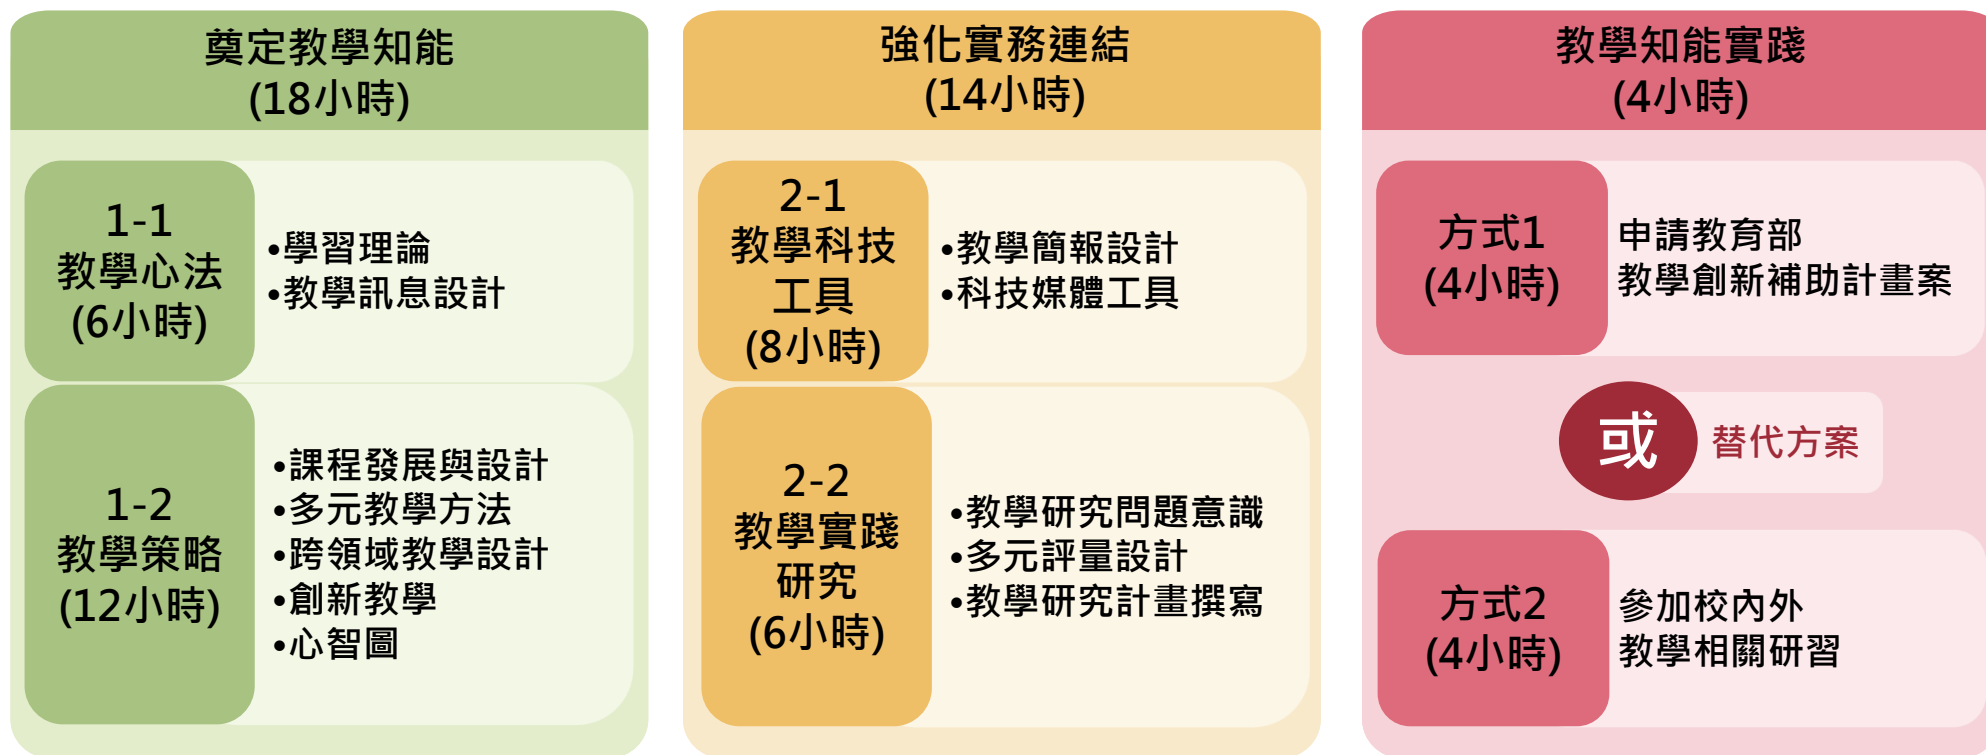 奠定教學知能
(18小時)
1-1
教學心法
(6小時)
•學習理論
•教學訊息設計
1-2
教學策略
(12小時)
•課程發展與設計
•多元教學方法
•跨領域教學設計
•創新教學
•心智圖
強化實務連結
(14小時)
2-1
教學科技
工具
(8小時)
•教學簡報設計
•科技媒體工具
2-2
教學實踐
研究
(6小時)
•教學研究問題意識
•多元評量設計
•教學研究計畫撰寫
教學知能實踐
(4小時)
方式1
(4小時)
申請教育部
教學創新補助計畫案
或
替代方案
方式2
(4小時)
參加校內外
教學相關研習